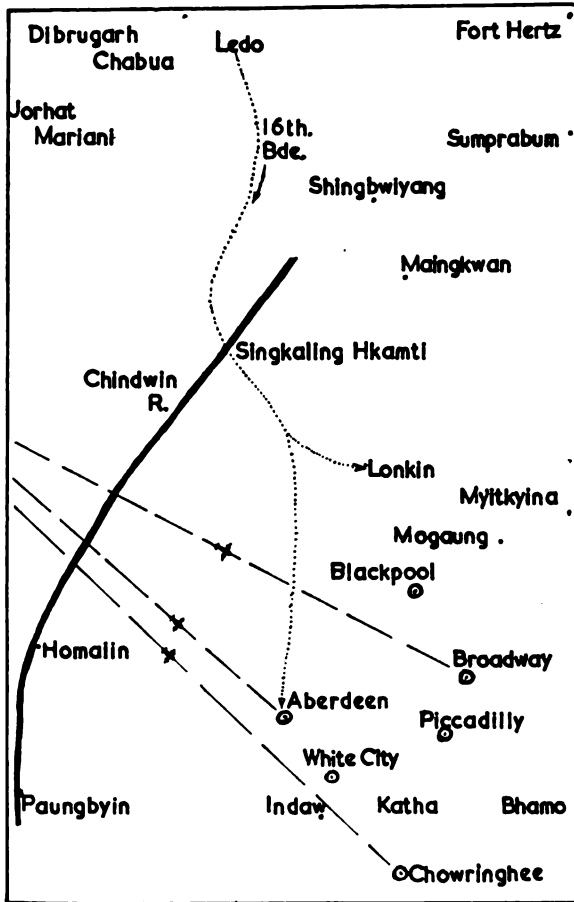 Dibrugarh
Chabua
Ledo
Fort Hertz
Jorhat
Mariani
16th.
Bde.
Sumprabum
Shingbwiyang
Maingkwan
Singkaling Hkamti
Chindwin
R.
Lonkin
Myitkyina
Mogaung
Blackpool
Homalin
Broadway
Aberdeen
Piccadilly
White City
Paungbyin
Indaw
Katha
Bhamo
Chowringhee